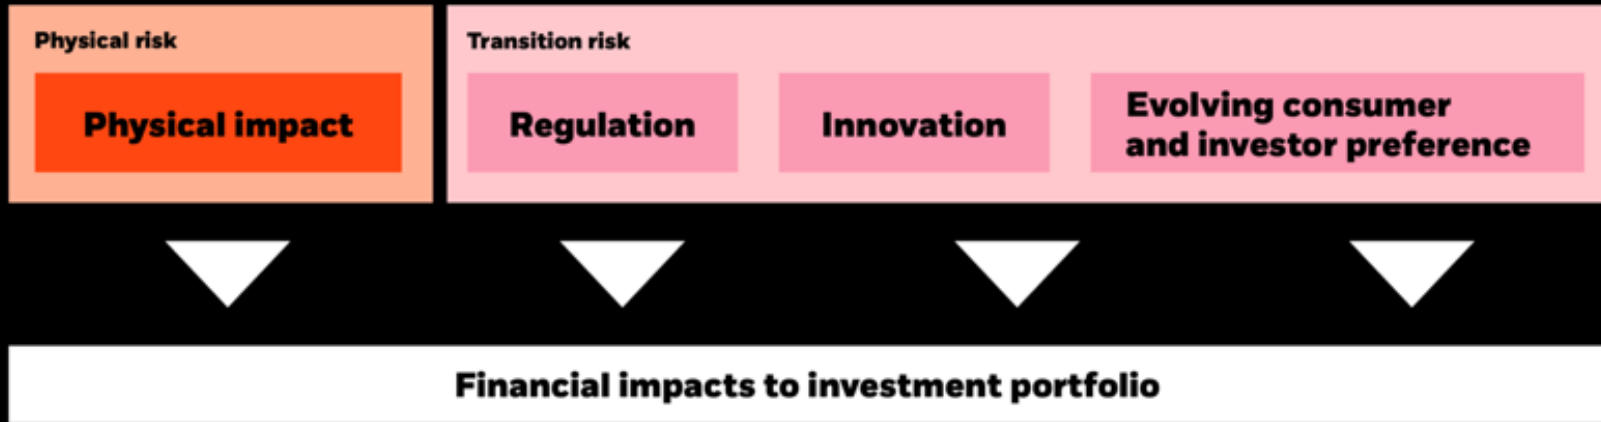 Physical risk
Physical impact
Transition risk
Regulation
Innovation
Evolving consumer
and investor preference
Financial impacts to investment portfolio